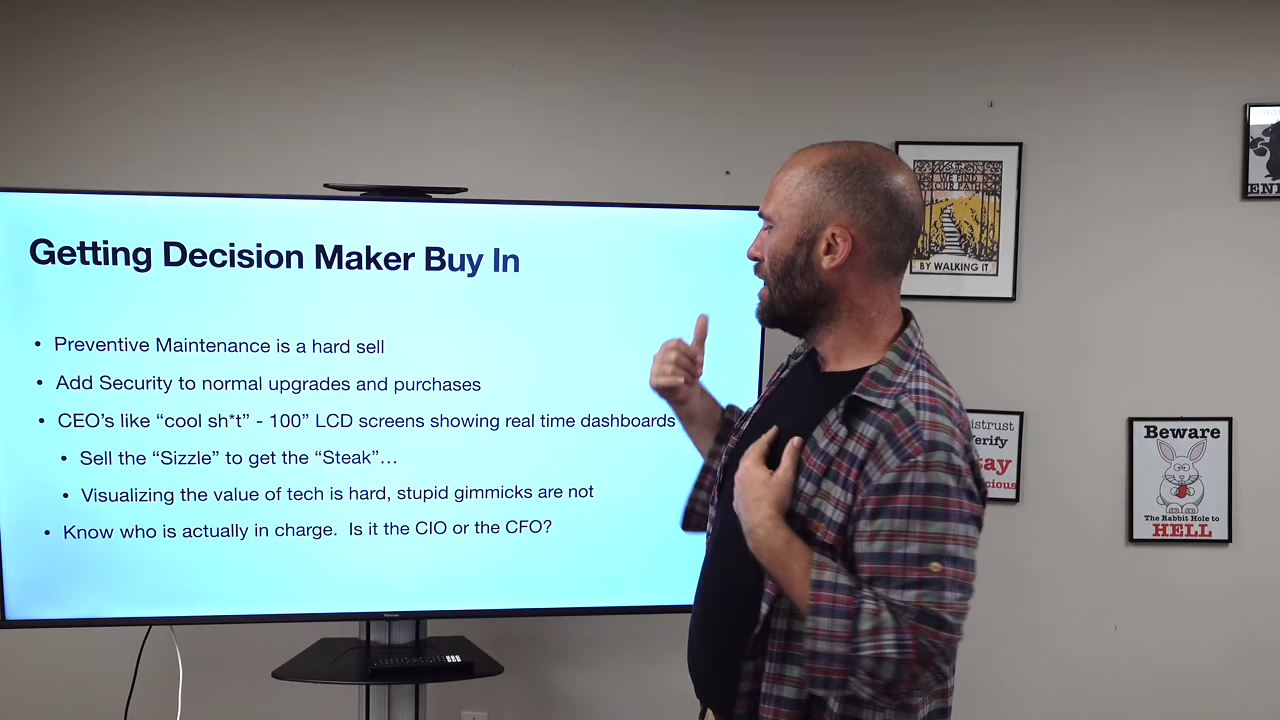 Getting Decision Maker Buy In
• Preventive Maintenance is a hard sell
• Add Security to normal upgrades and purchases
• CEO's like “cool sh*t” - 100” LCD screens showing real time dashboards
• Sell the “Sizzle” to get the “Steak”…
• Visualizing the value of tech is hard, stupid gimmicks are not
• Know who is actually in charge.  Is it the CIO or the CFO?
WE FIND
OUR PATH
BY WALKING IT
Beware
The Rabbit Hole to
HELL